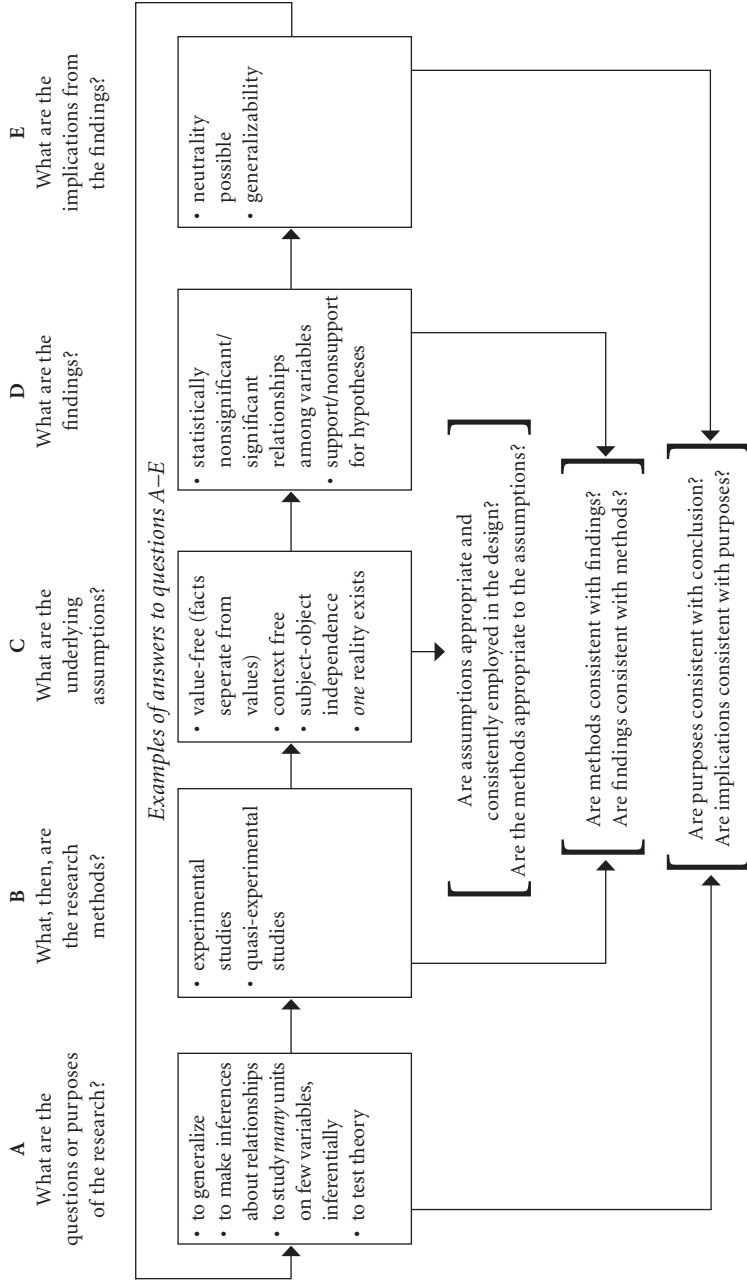 A
What are the
questions or purposes
of the research?
B
What, then, are
the research
methods?
C
What are the
underlying
assumptions?
D
What are the
findings?
E
What are the
implications from
the findings?
Examples of answers to questions A–E
• to generalize
• to make inferences
about relationships
• to study many units
on few variables,
inferentially
• to test theory
• experimental
studies
• quasi-experimental
studies
• value-free (facts
seperate from
values)
• context free
• subject-object
independence
• one reality exists
• statistically
nonsignificant/
significant
relationships
among variables
• support/nonsupport
for hypotheses
• neutrality
possible
• generalizability
Are assumptions appropriate and
consistently employed in the design?
Are the methods appropriate to the assumptions?
Are methods consistent with findings?
Are findings consistent with methods?
Are purposes consistent with conclusion?
Are implications consistent with purposes?